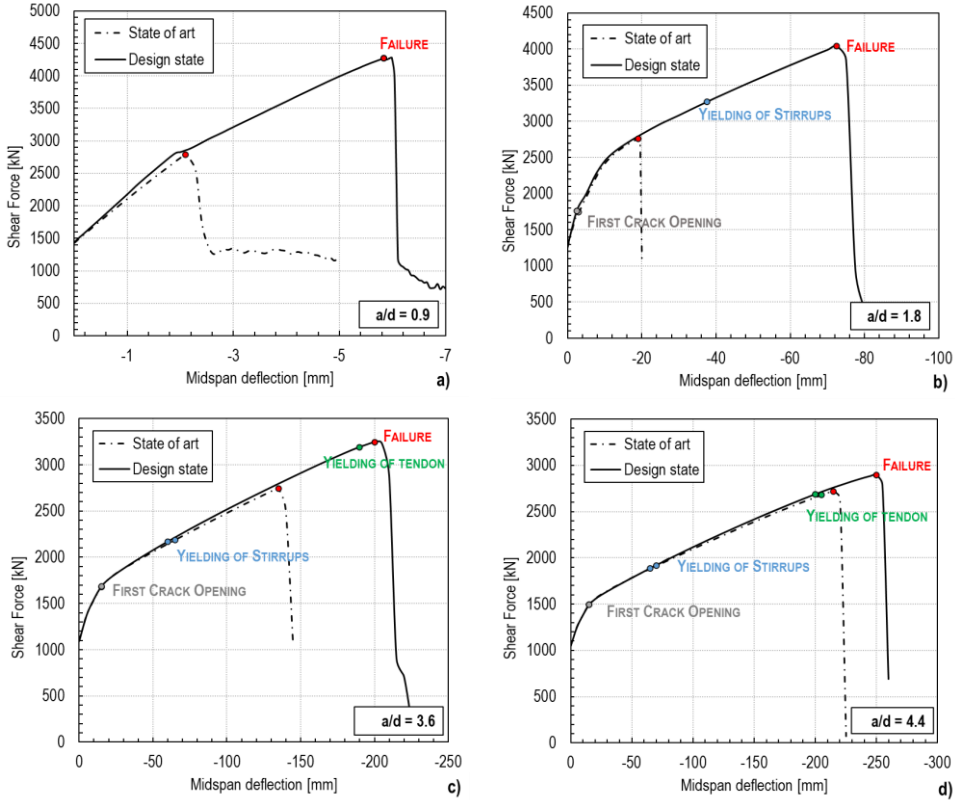 a)
5000
4500
4000
3500
3000
2500
2000
1500
1000
500
0
Shear Force [kN]
State of art
Design state
FAILURE
a/d = 0.9
-1
-3
-5
-7
Midspan deflection [mm]
b)
4500
4000
3500
3000
2500
2000
1500
1000
500
0
Shear Force [kN]
State of art
Design state
FAILURE
YIELDING OF STIRRUPS
FIRST CRACK OPENING
a/d = 1.8
0
-20
-40
-60
-80
-100
Midspan deflection [mm]
c)
3500
3000
2500
2000
1500
1000
500
0
Shear Force [kN]
State of art
Design state
FAILURE
YIELDING OF TENDON
YIELDING OF STIRRUPS
FIRST CRACK OPENING
a/d = 3.6
0
-50
-100
-150
-200
-250
Midspan deflection [mm]
d)
3500
3000
2500
2000
1500
1000
500
0
Shear Force [kN]
State of art
Design state
FAILURE
YIELDING OF TENDON
YIELDING OF STIRRUPS
FIRST CRACK OPENING
a/d = 4.4
0
-50
-100
-150
-200
-250
-300
Midspan deflection [mm]